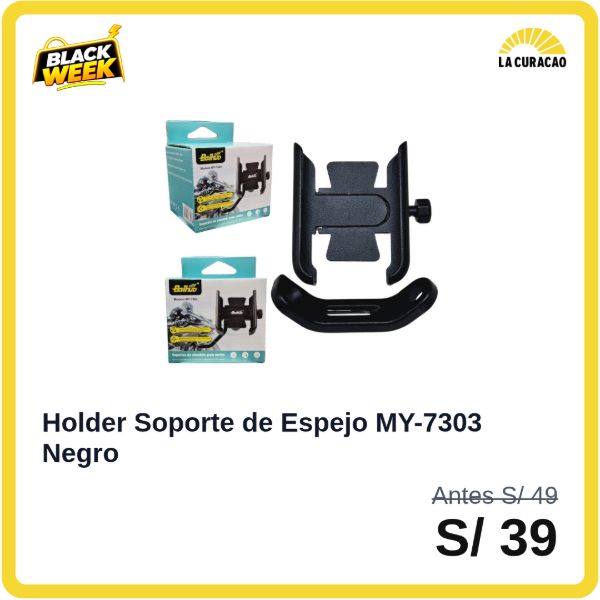 BLACK
WEEK
LA CURACAO
Holder Soporte de Espejo MY-7303
Negro
Antes S/ 49
S/ 39